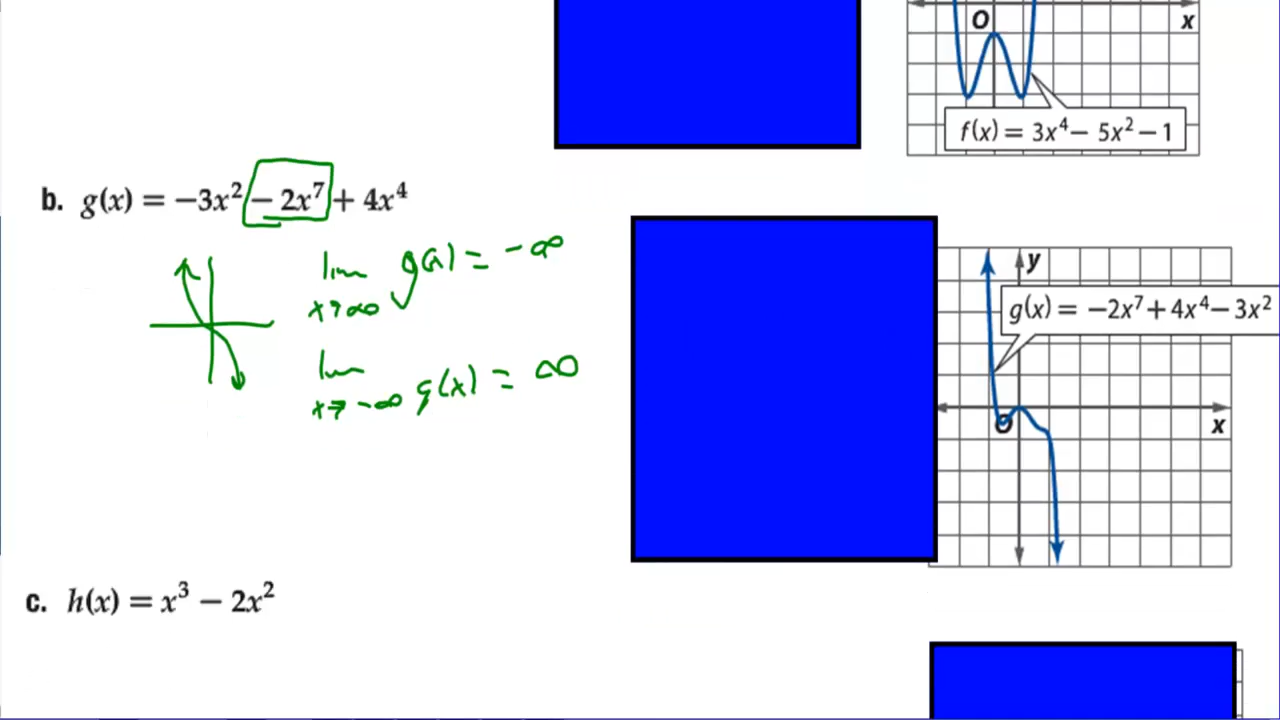 O x
f(x) = 3x⁴ − 5x² − 1
b. g(x) = −3x² − 2x⁷ + 4x⁴
lim g(x) = −∞
x→∞
lim g(x) = ∞
x→−∞
y
g(x) = −2x⁷ + 4x⁴ − 3x²
O x
c. h(x) = x³ − 2x²